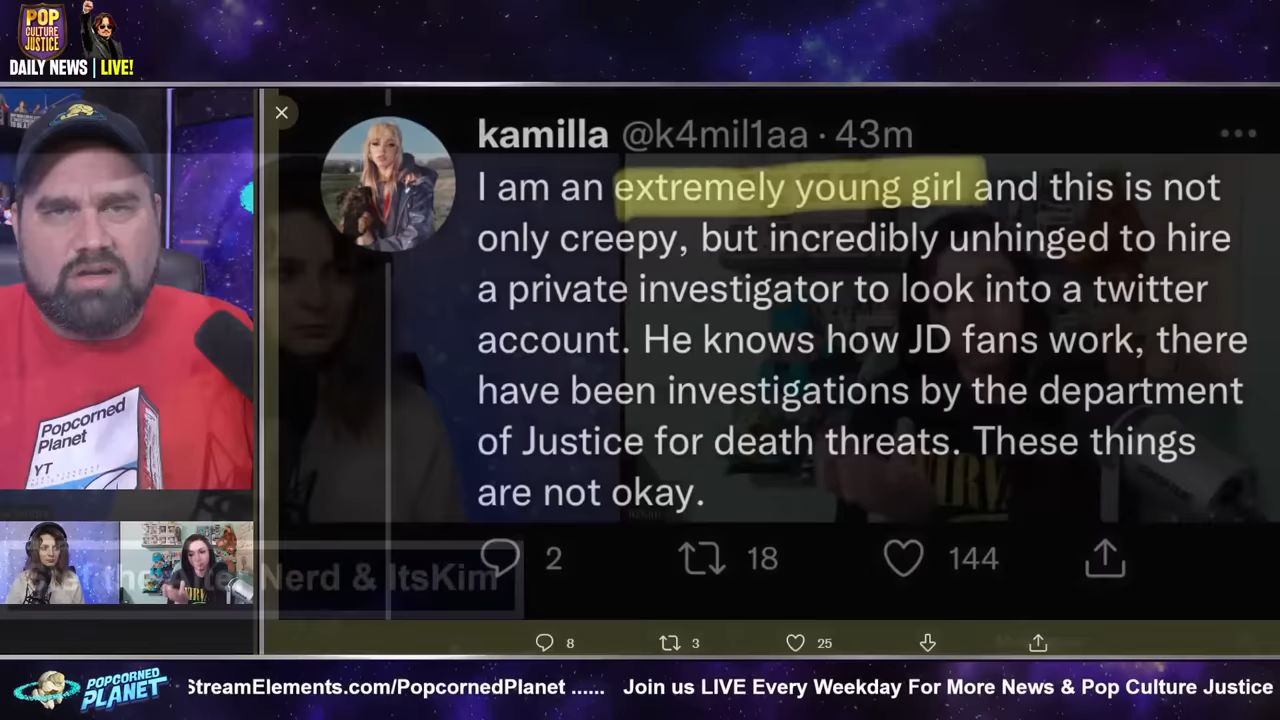 POP
CULTURE
JUSTICE
DAILY NEWS | LIVE!
kamilla @k4mil1aa · 43m
I am an extremely young girl and this is not
only creepy, but incredibly unhinged to hire
a private investigator to look into a twitter
account. He knows how JD fans work, there
have been investigations by the department
of Justice for death threats. These things
are not okay.
2 18 144
Popcorned
Planet
YT
Nerd & ItsKim
8 3 25
POPCORNED
PLANET
StreamElements.com/PopcornedPlanet ...... Join us LIVE Every Weekday For More News & Pop Culture Justice